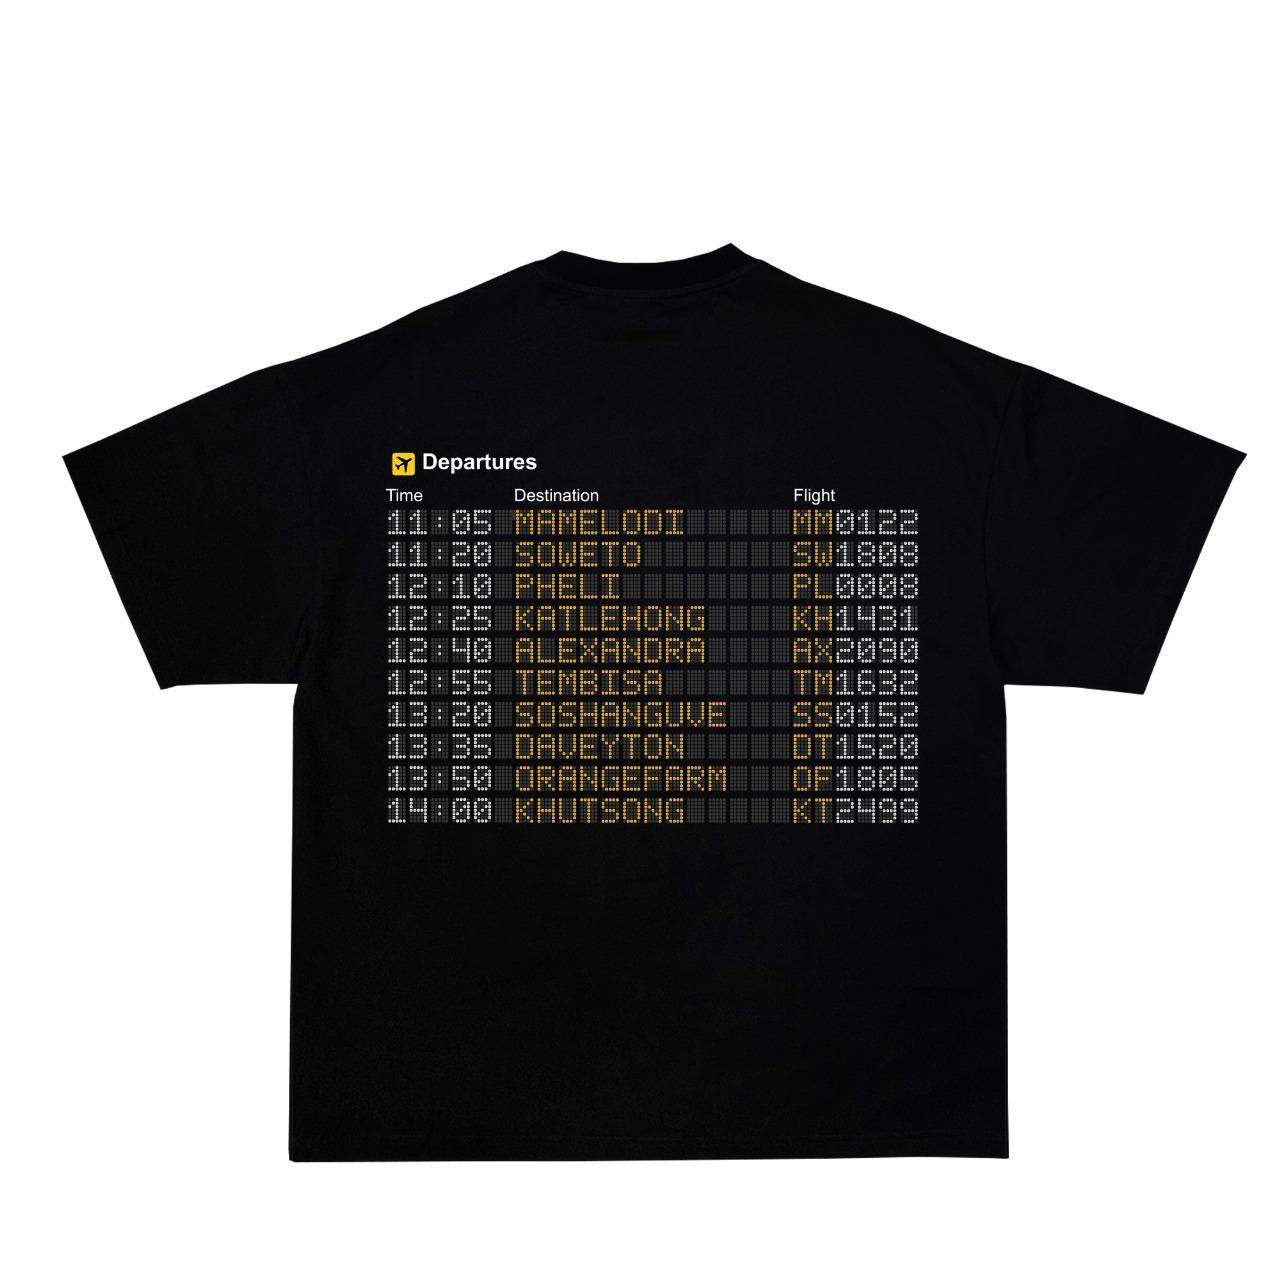 Departures
Time Destination Flight
11:05 MAMELODI MM0122
11:20 SOWETO SW1808
12:10 PHELI PL0008
12:25 KATLEHONG KH1431
12:40 ALEXANDRA AX2090
12:55 TEMBISA TM1632
13:20 SOSHANGUVE SS0152
13:35 DAVEYTON DT1520
13:50 ORANGEFARM OF1805
14:00 KHUTSONG KT2499